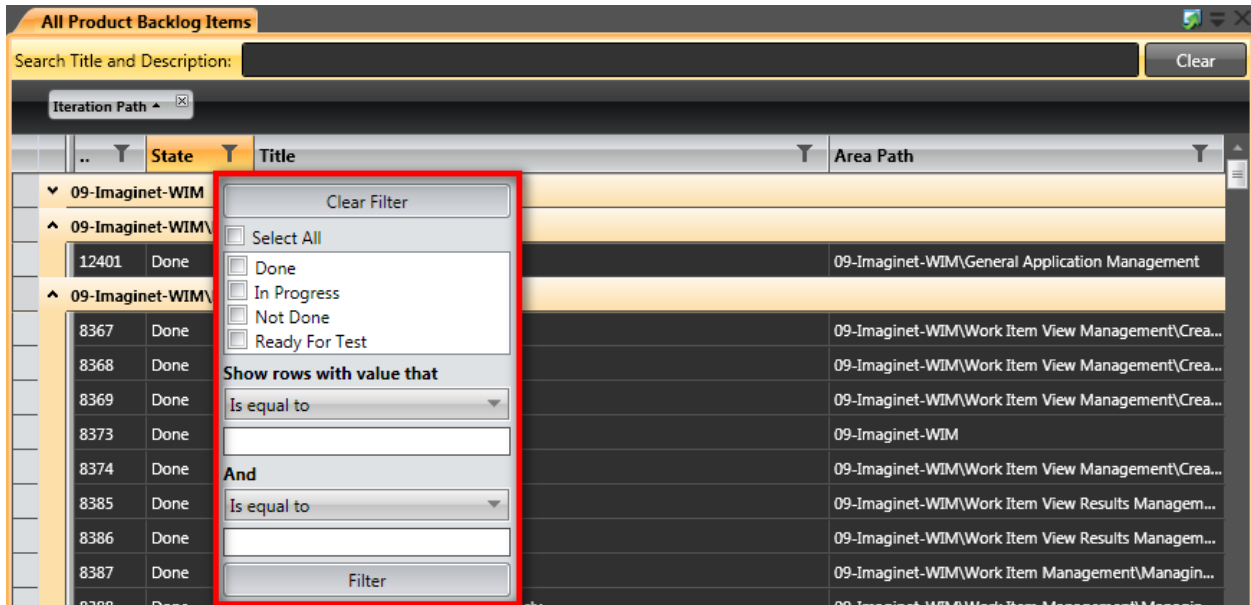 All Product Backlog Items
Search Title and Description: Clear
Iteration Path
.. State Title Area Path
09-Imaginet-WIM
Clear Filter
09-Imaginet-WIM\
Select All
12401 Done 09-Imaginet-WIM\General Application Management
Done
In Progress
09-Imaginet-WIM\
Not Done
8367 Done 09-Imaginet-WIM\Work Item View Management\Crea...
Ready For Test
8368 Done 09-Imaginet-WIM\Work Item View Management\Crea...
Show rows with value that
8369 Done Is equal to 09-Imaginet-WIM\Work Item View Management\Crea...
8373 Done 09-Imaginet-WIM
8374 Done And 09-Imaginet-WIM\Work Item View Management\Crea...
8385 Done Is equal to 09-Imaginet-WIM\Work Item View Results Managem...
8386 Done 09-Imaginet-WIM\Work Item View Results Managem...
8387 Done Filter 09-Imaginet-WIM\Work Item Management\Managin...